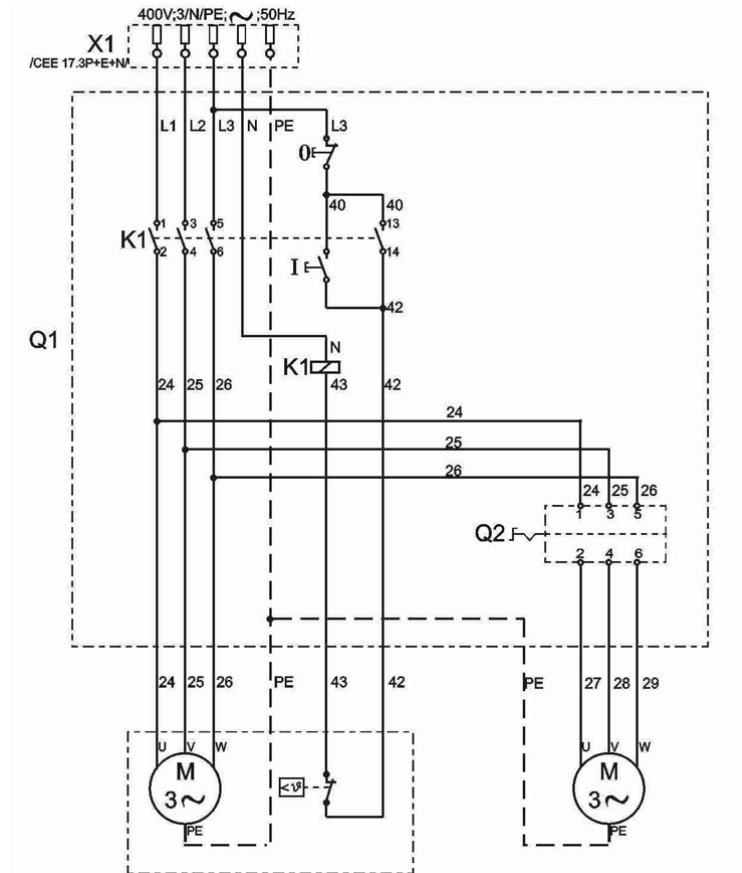 400V;3/N/PE;~;50Hz
X1
/CEE 17.3P+E+N/
L1 L2 L3 N PE L3
0
40 40
1 3 5 13
K1
2 4 6 14
I
42
Q1
N
K1
24 25 26 43 42
24
25
26
24 25 26
1 3 5
Q2
2 4 6
24 25 26 PE 43 42 PE 27 28 29
U V W U V W
M M
<ϑ
3~ 3~
PE PE